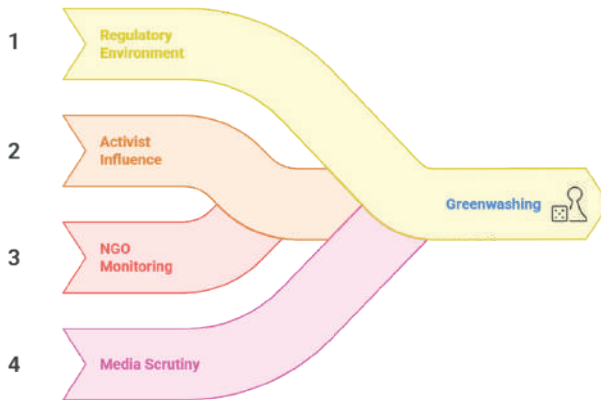 1
Regulatory
Environment
2
Activist
Influence
Greenwashing
3
NGO
Monitoring
4
Media Scrutiny